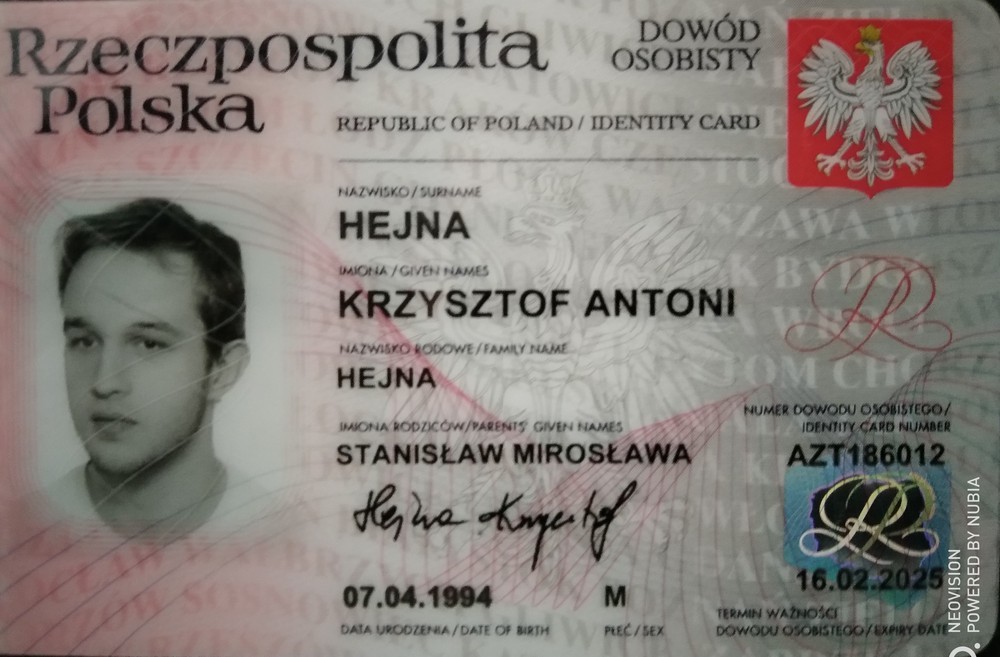 Rzeczpospolita
Polska
DOWÓD
OSOBISTY
REPUBLIC OF POLAND / IDENTITY CARD
NAZWISKO / SURNAME
HEJNA
IMIONA / GIVEN NAMES
KRZYSZTOF ANTONI
NAZWISKO RODOWE / FAMILY NAME
HEJNA
IMIONA RODZICÓW / PARENTS' GIVEN NAMES
STANISŁAW MIROSŁAWA
NUMER DOWODU OSOBISTEGO /
IDENTITY CARD NUMBER
AZT186012
Hejna Krzysztof
07.04.1994
DATA URODZENIA / DATE OF BIRTH
M
PŁEĆ / SEX
16.02.2025
TERMIN WAŻNOŚCI
DOWODU OSOBISTEGO / EXPIRY DATE
NEOVISION
POWERED BY NUBIA